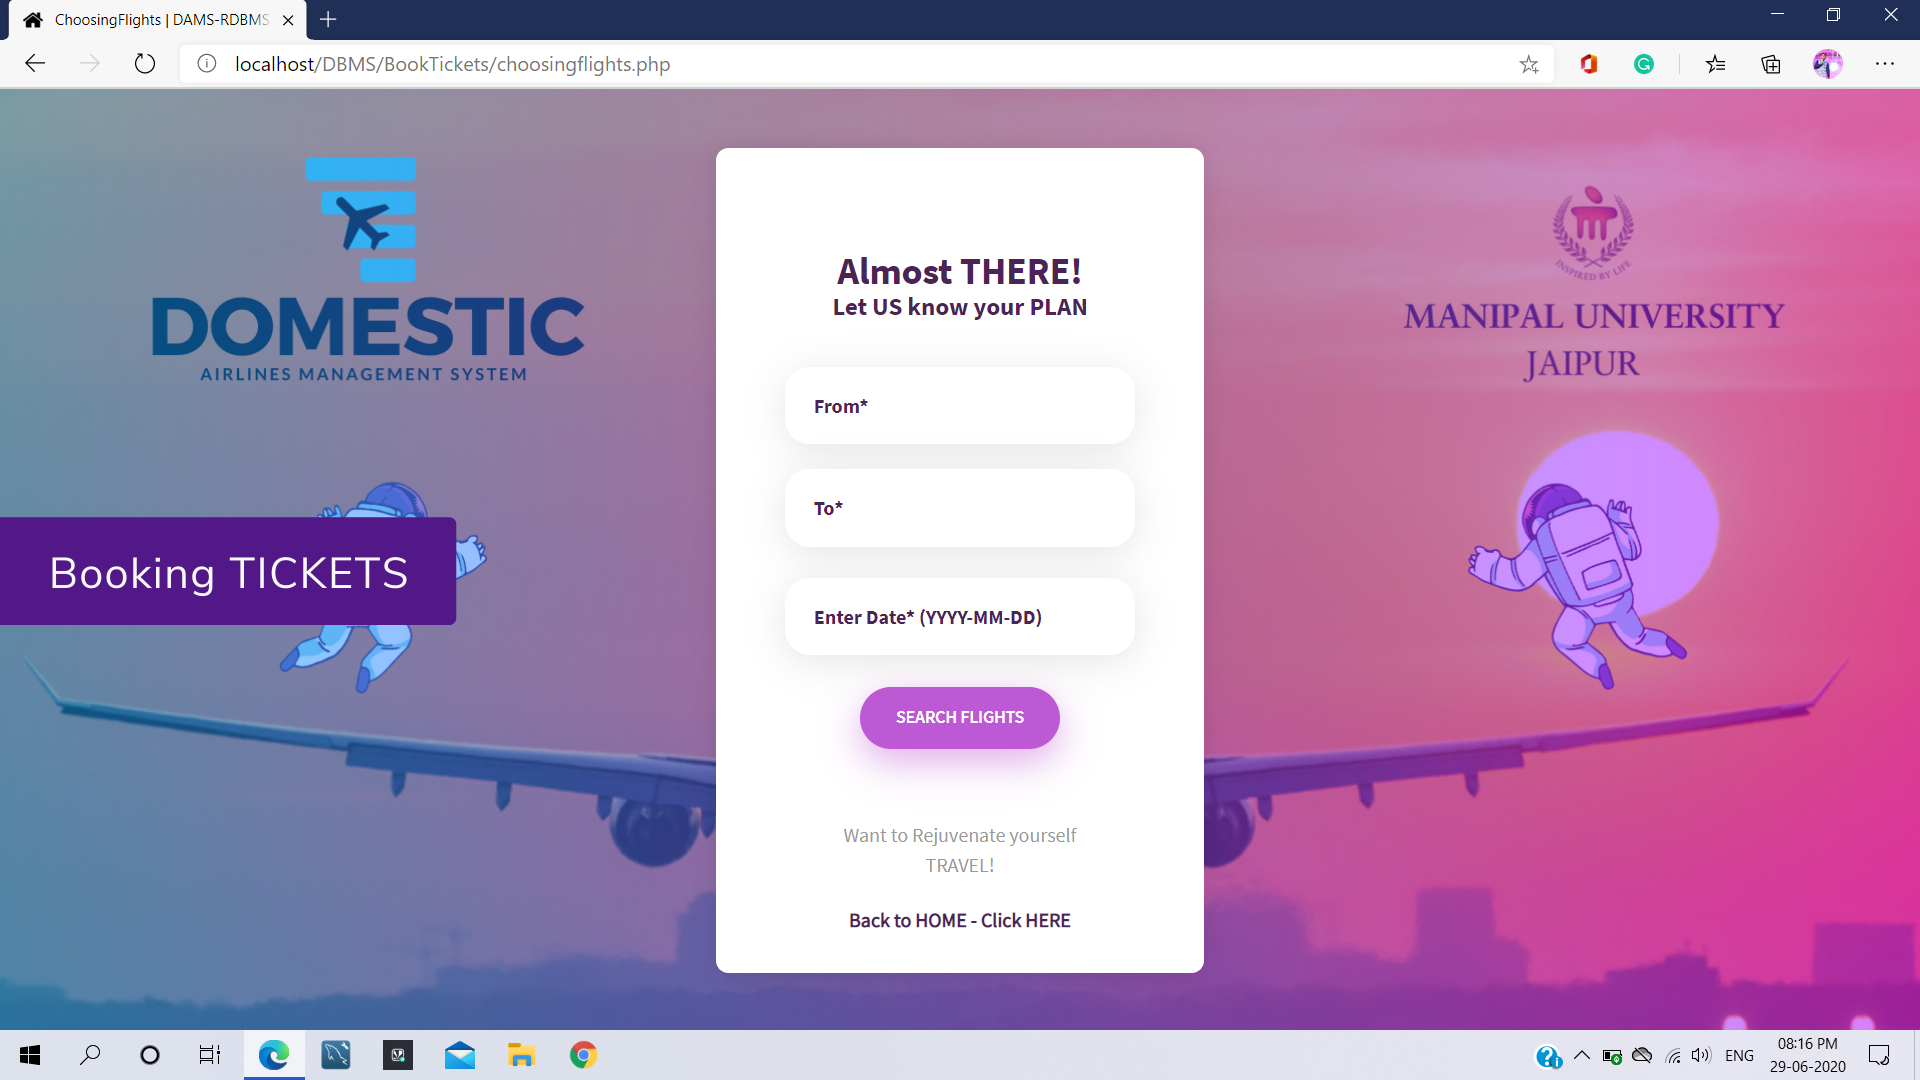 ChoosingFlights | DAMS-RDBMS
localhost/DBMS/BookTickets/choosingflights.php
DOMESTIC
AIRLINES MANAGEMENT SYSTEM
Booking TICKETS
Almost THERE!
Let US know your PLAN
From*
To*
Enter Date* (YYYY-MM-DD)
SEARCH FLIGHTS
Want to Rejuvenate yourself
TRAVEL!
Back to HOME - Click HERE
INSPIRED BY LIFE
MANIPAL UNIVERSITY
JAIPUR
ENG
08:16 PM
29-06-2020